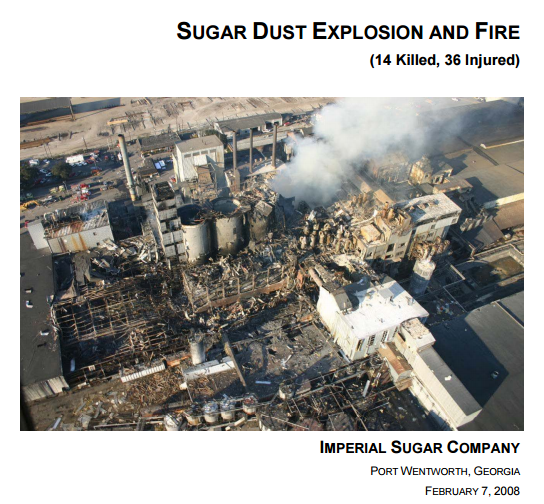 SUGAR DUST EXPLOSION AND FIRE
(14 Killed, 36 Injured)
IMPERIAL SUGAR COMPANY
PORT WENTWORTH, GEORGIA
FEBRUARY 7, 2008